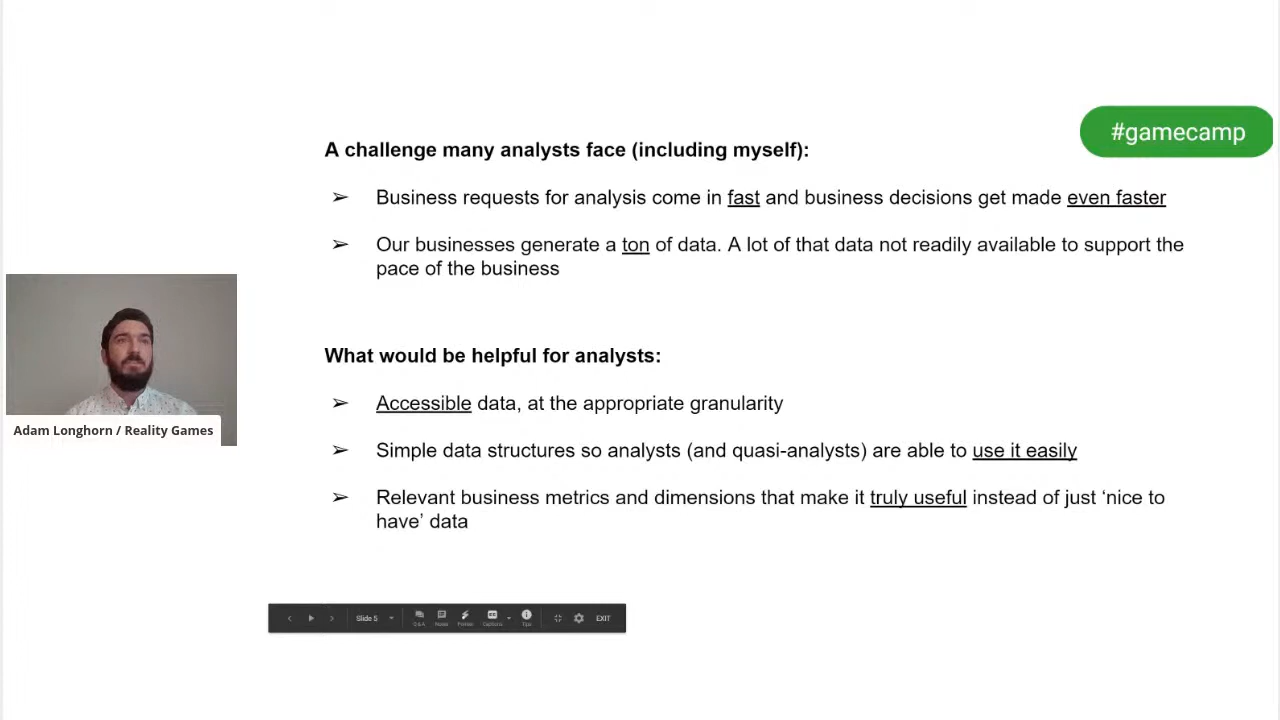 #gamecamp
A challenge many analysts face (including myself):
➢ Business requests for analysis come in fast and business decisions get made even faster
➢ Our businesses generate a ton of data. A lot of that data not readily available to support the
pace of the business
Adam Longhorn / Reality Games
What would be helpful for analysts:
➢ Accessible data, at the appropriate granularity
➢ Simple data structures so analysts (and quasi-analysts) are able to use it easily
➢ Relevant business metrics and dimensions that make it truly useful instead of just ‘nice to
have’ data
Slide 5 Q&A Notes Pointer Captions Tips EXIT